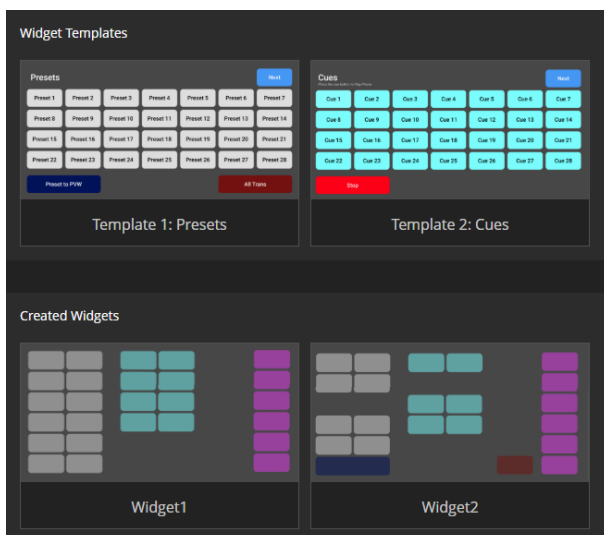 Widget Templates
Presets
Next
Preset 1 Preset 2 Preset 3 Preset 4 Preset 5 Preset 6 Preset 7
Preset 8 Preset 9 Preset 10 Preset 11 Preset 12 Preset 13 Preset 14
Preset 15 Preset 16 Preset 17 Preset 18 Preset 19 Preset 20 Preset 21
Preset 22 Preset 23 Preset 24 Preset 25 Preset 26 Preset 27 Preset 28
Preset to PVW All Trans
Template 1: Presets
Cues
Next
Cue 1 Cue 2 Cue 3 Cue 4 Cue 5 Cue 6 Cue 7
Cue 8 Cue 9 Cue 10 Cue 11 Cue 12 Cue 13 Cue 14
Cue 15 Cue 16 Cue 17 Cue 18 Cue 19 Cue 20 Cue 21
Cue 22 Cue 23 Cue 24 Cue 25 Cue 26 Cue 27 Cue 28
Stop
Template 2: Cues
Created Widgets
Widget1
Widget2